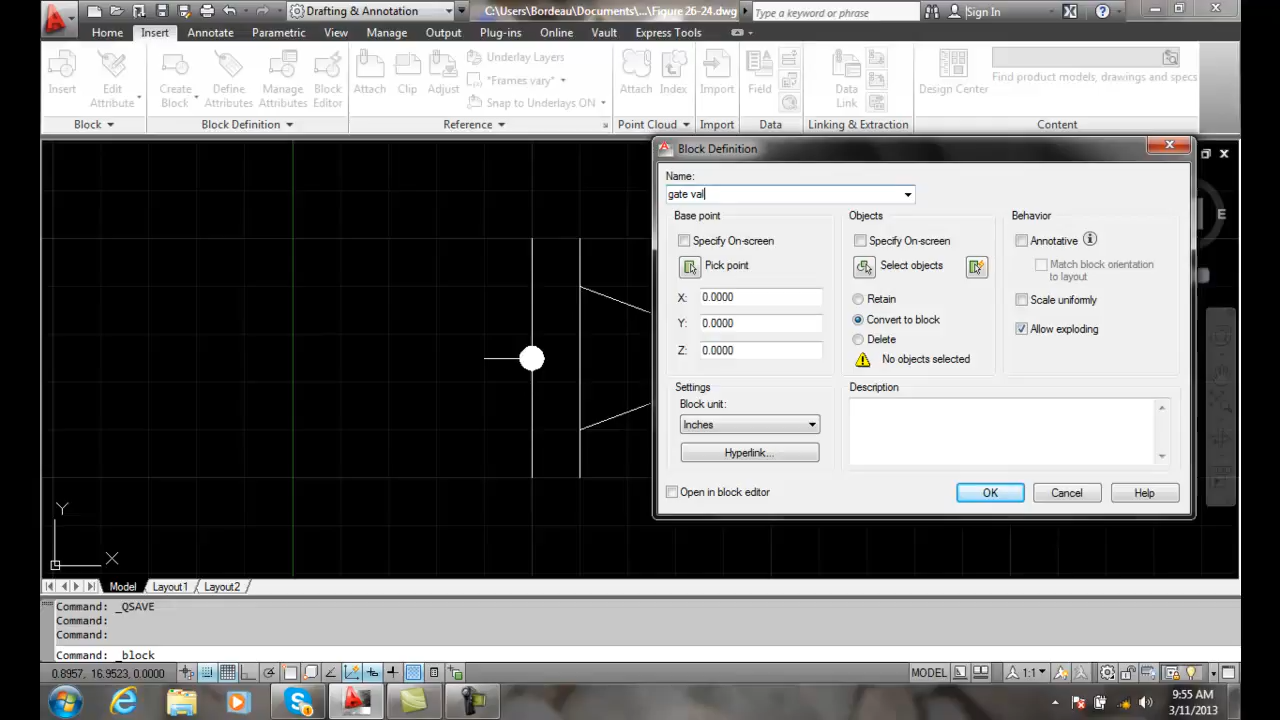 Drafting & Annotation
C:\Users\Bordeau\Documents\...\Figure 26-24.dwg
Type a keyword or phrase
Sign In
Home Insert Annotate Parametric View Manage Output Plug-ins Online Vault Express Tools
Insert
Edit Attribute
Create Block
Define Attributes
Manage Attributes
Block Editor
Attach
Clip
Adjust
Underlay Layers
*Frames vary*
Snap to Underlays ON
Attach
Index
Import
Field
Data Link
Design Center
Find product models, drawings and specs
Block
Block Definition
Reference
Point Cloud
Import
Data
Linking & Extraction
Content
Block Definition
Name:
gate val
Base point
Specify On-screen
Pick point
X: 0.0000
Y: 0.0000
Z: 0.0000
Objects
Specify On-screen
Select objects
Retain
Convert to block
Delete
No objects selected
Behavior
Annotative
Match block orientation
to layout
Scale uniformly
Allow exploding
Settings
Block unit:
Inches
Hyperlink...
Description
Open in block editor
OK
Cancel
Help
E
Y
X
Model Layout1 Layout2
Command: _QSAVE
Command:
Command:
Command: _block
0.8957, 16.9523, 0.0000
MODEL
1:1
9:55 AM
3/11/2013